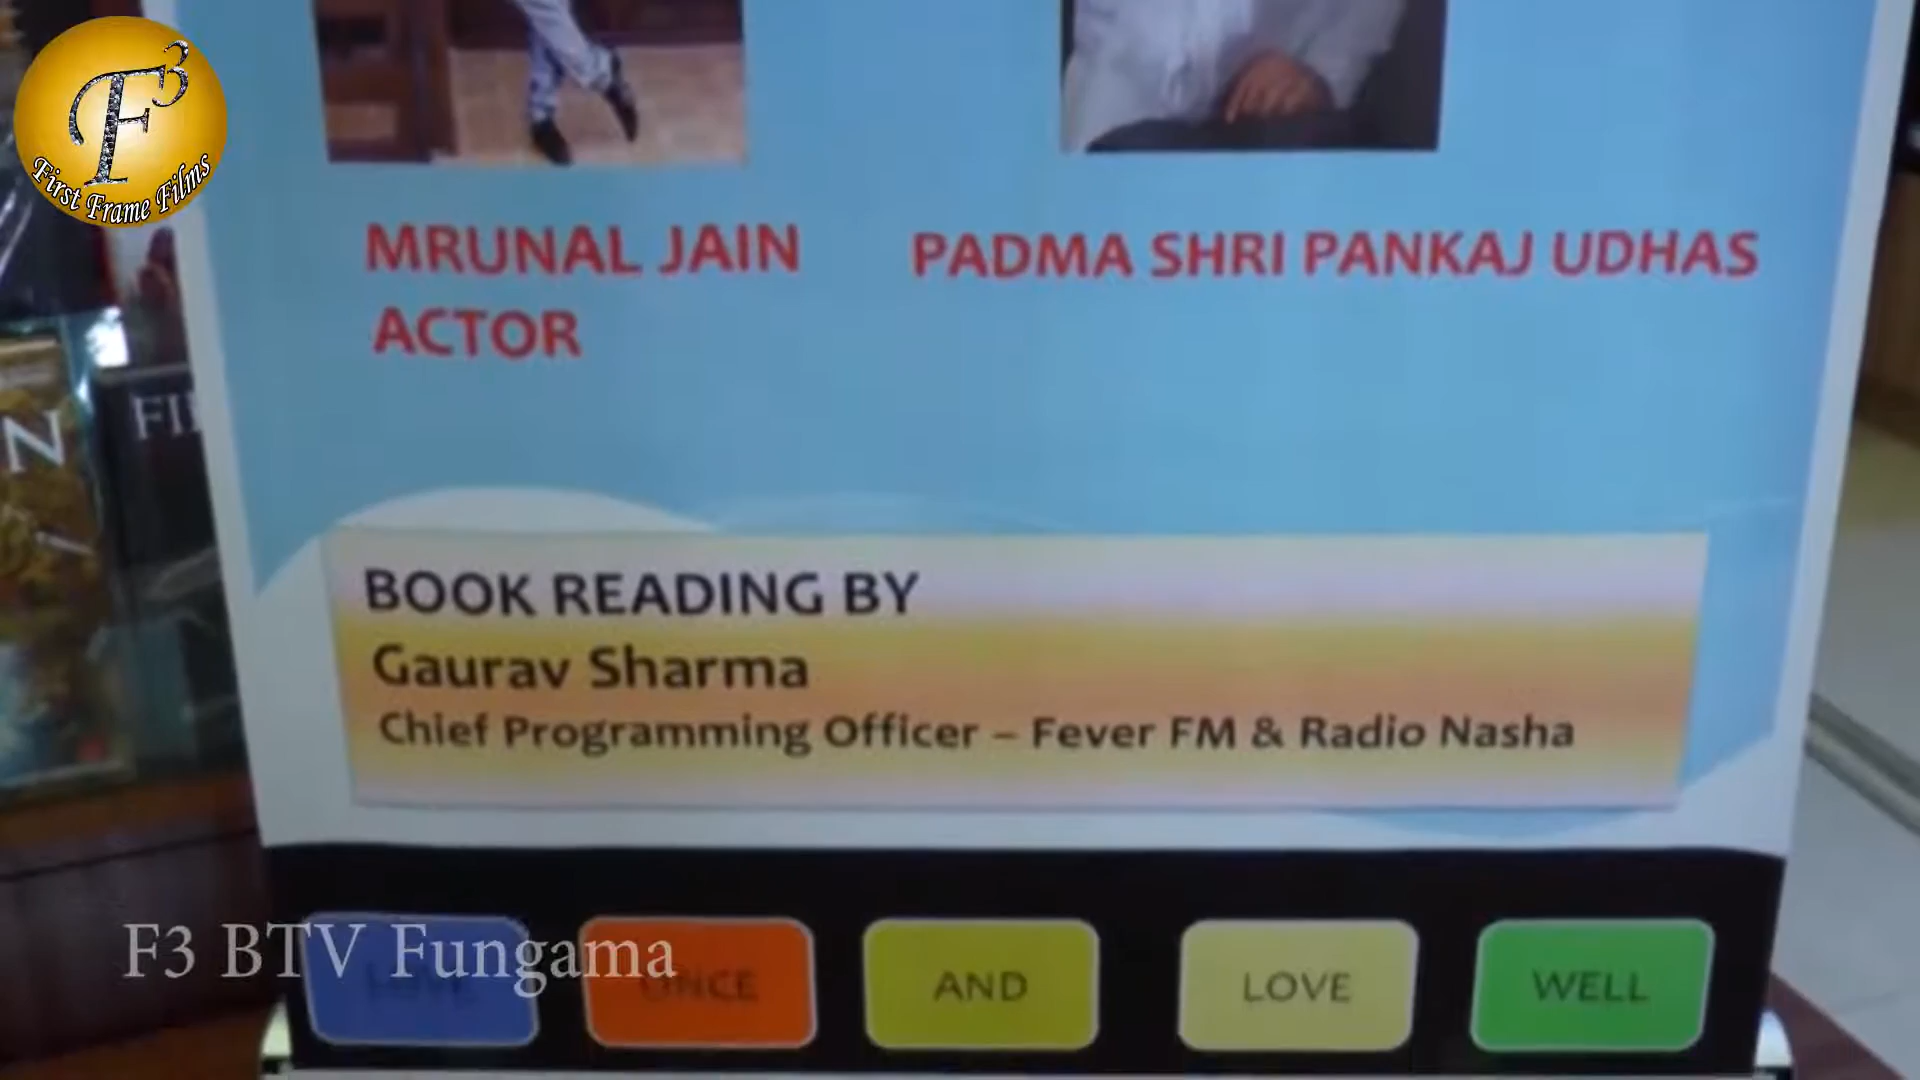 F3
First Frame Films
MRUNAL JAIN
ACTOR
PADMA SHRI PANKAJ UDHAS
N
BOOK READING BY
Gaurav Sharma
Chief Programming Officer – Fever FM & Radio Nasha
F3 BTV Fungama
ONCE
AND
LOVE
WELL